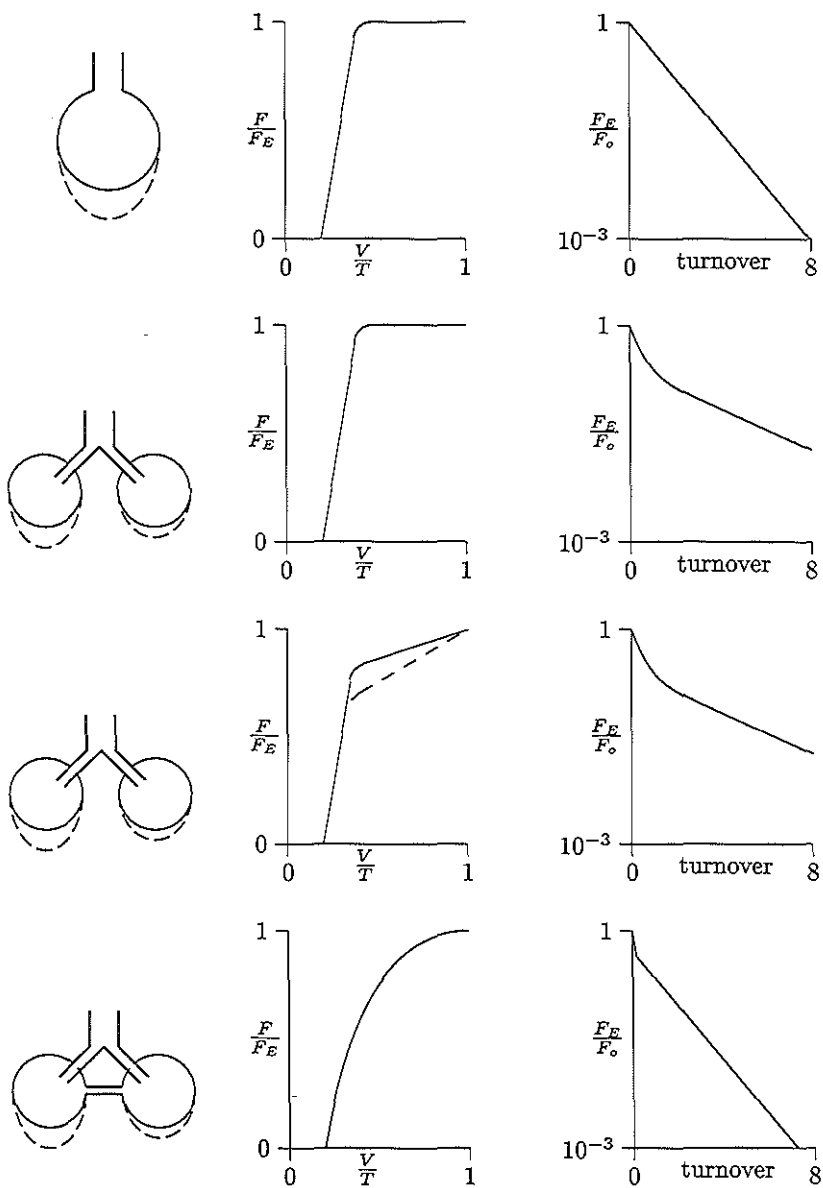 1
F/F_E
0
0
V/T
1
1
F_E/F_o
10^{-3}
0
turnover
8
1
F/F_E
0
0
V/T
1
1
F_E/F_o
10^{-3}
0
turnover
8
1
F/F_E
0
0
V/T
1
1
F_E/F_o
10^{-3}
0
turnover
8
1
F/F_E
0
0
V/T
1
1
F_E/F_o
10^{-3}
0
turnover
8